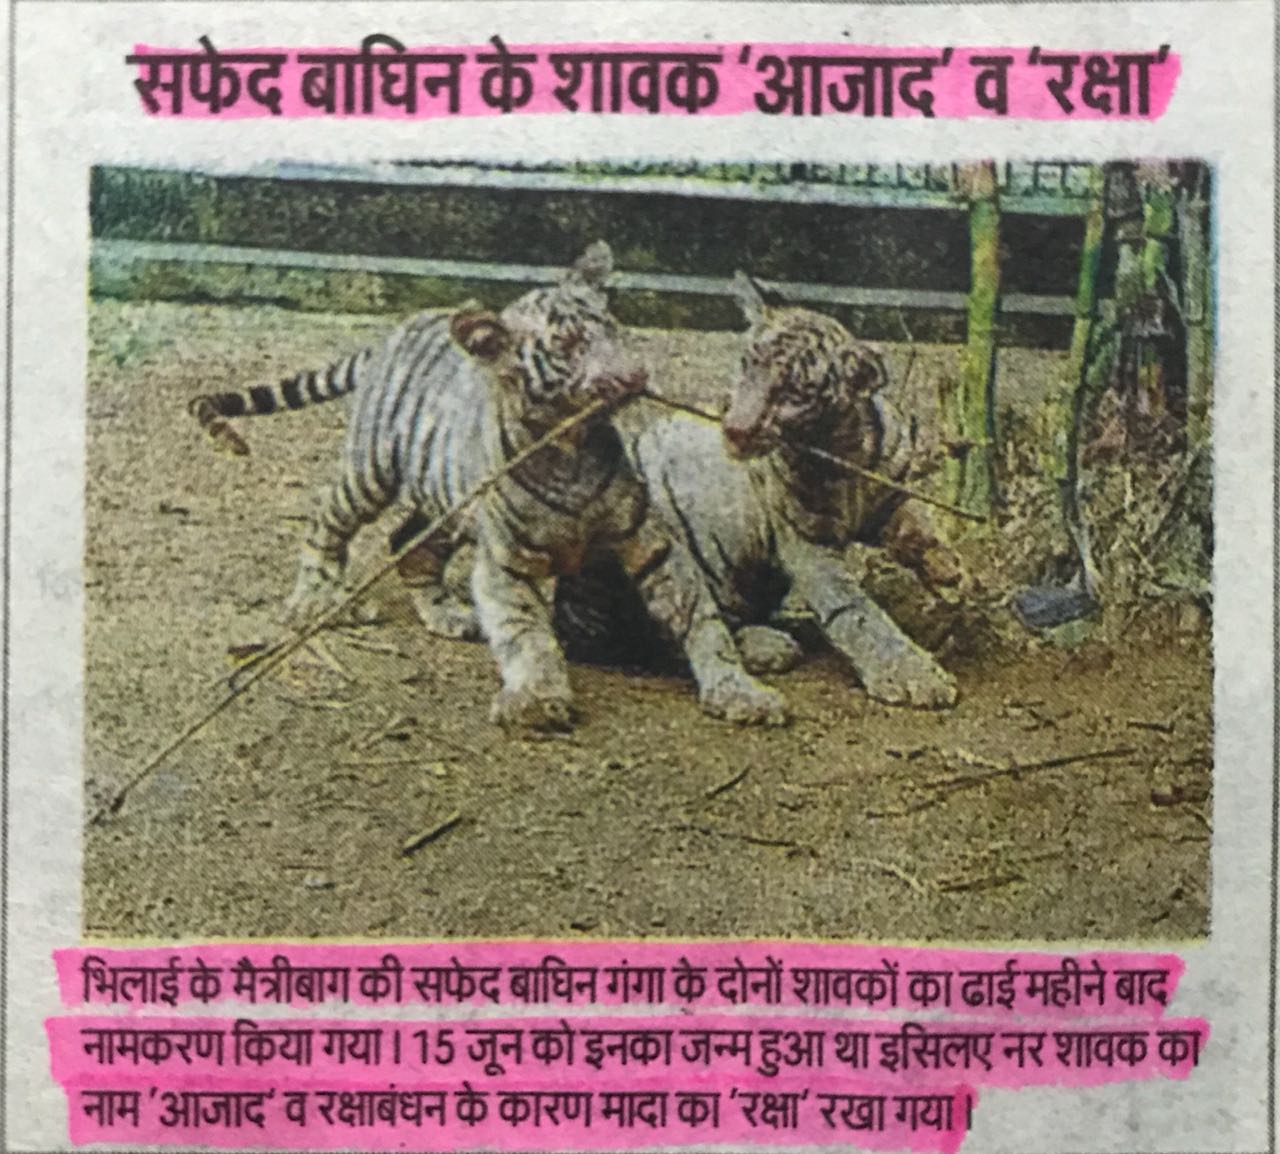 सफेद बाघिन के शावक ‘आजाद’ व ‘रक्षा’
भिलाई के मैत्रीबाग की सफेद बाघिन गंगा के दोनों शावकों का ढाई महीने बाद
नामकरण किया गया। 15 जून को इनका जन्म हुआ था इसिलए नर शावक का
नाम ‘आजाद‘ व रक्षाबंधन के कारण मादा का ‘रक्षा‘ रखा गया।